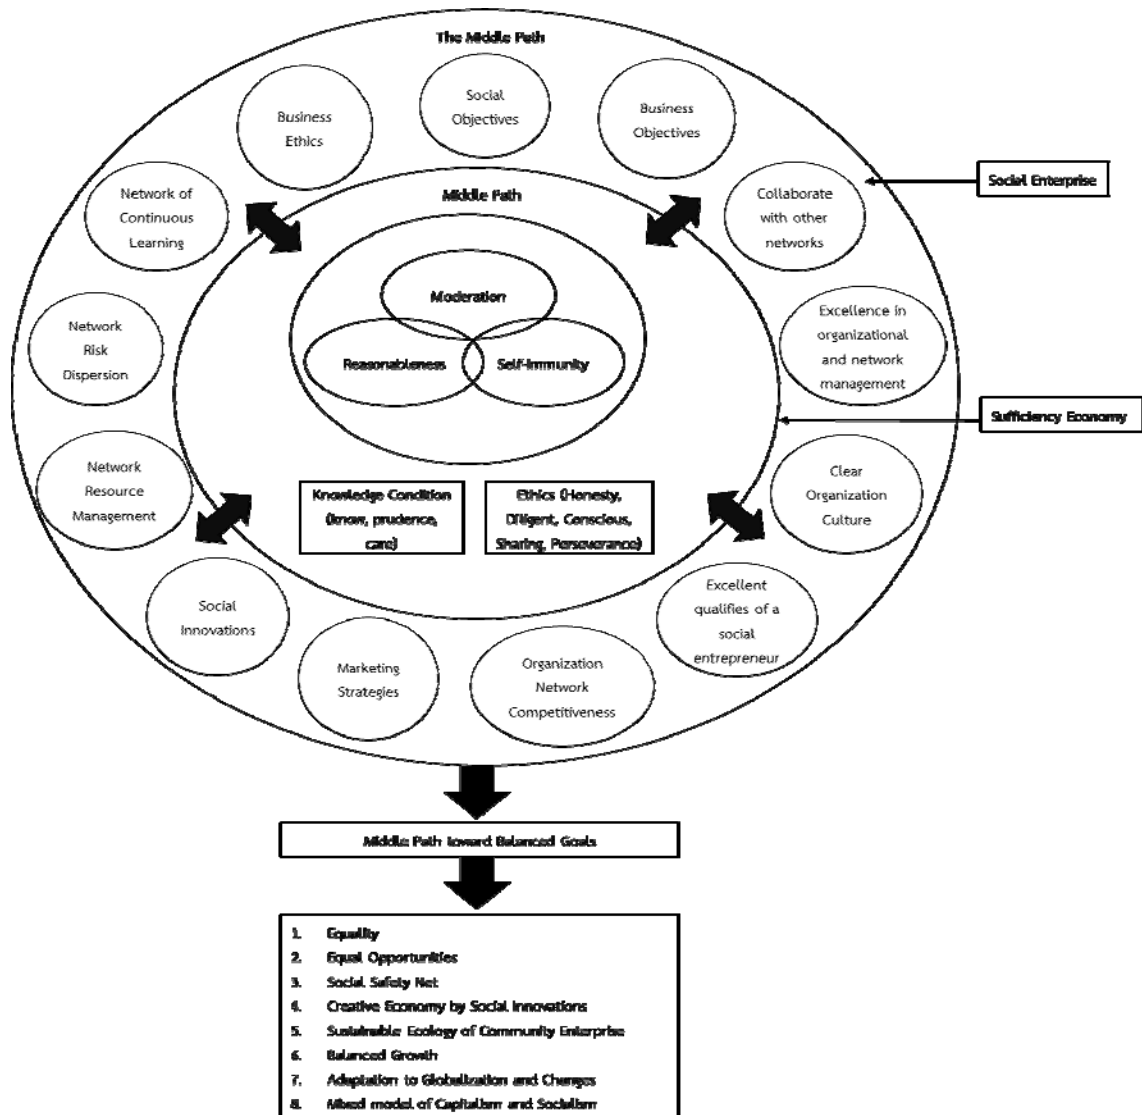 The Middle Path
Social
Objectives
Business
Ethics
Business
Objectives
Network of
Continuous
Learning
Middle Path
Collaborate
with other
networks
Social Enterprise
Moderation
Reasonableness
Self-Immunity
Network
Risk
Dispersion
Excellence in
organizational
and network
management
Sufficiency Economy
Network
Resource
Management
Knowledge Condition
(know, prudence,
care)
Ethics (Honesty,
Diligent, Conscious,
Sharing, Perseverance)
Clear
Organization
Culture
Social
Innovations
Excellent
qualifies of a
social
entrepreneur
Marketing
Strategies
Organization
Network
Competitiveness
Middle Path toward Balanced Goals
1. Equality
2. Equal Opportunities
3. Social Safety Net
4. Creative Economy by Social Innovations
5. Sustainable Ecology of Community Enterprise
6. Balanced Growth
7. Adaptation to Globalization and Changes
8. Mixed model of Capitalism and Socialism